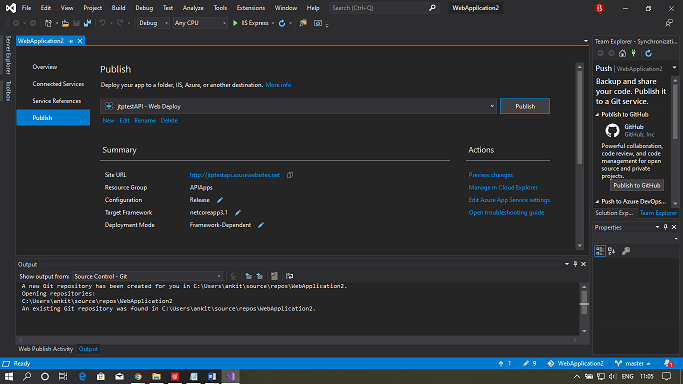 File Edit View Project Build Debug Test Analyze Tools Extensions Window Help Search (Ctrl+Q) WebApplication2 B
Debug Any CPU IIS Express
Server Explorer
Toolbox
WebApplication2
Overview
Connected Services
Service References
Publish
Publish
Deploy your app to a folder, IIS, Azure, or another destination. More info
jtptestAPI - Web Deploy Publish
New Edit Rename Delete
Summary
Site URL http://jtptestapi.azurewebsites.net
Resource Group APIApps
Configuration Release
Target Framework netcoreapp3.1
Deployment Mode Framework-Dependent
Actions
Preview changes
Manage in Cloud Explorer
Edit Azure App Service settings
Open troubleshooting guide
Team Explorer - Synchronizati...
Push | WebApplication2
Backup and share
your code. Publish it
to a Git service.
Publish to GitHub
GitHub
GitHub, Inc
Powerful collaboration,
code review, and code
management for open
source and private
projects.
Publish to GitHub
Push to Azure DevOps...
Solution Exp... Team Explorer
Properties
Output
Show output from: Source Control - Git
A new Git repository has been created for you in C:\Users\ankit\source\repos\WebApplication2.
Opening repositories:
C:\Users\ankit\source\repos\WebApplication2
An existing Git repository was found in C:\Users\ankit\source\repos\WebApplication2.
Web Publish Activity Output
Ready 1 9 WebApplication2 master
ENG 11:05